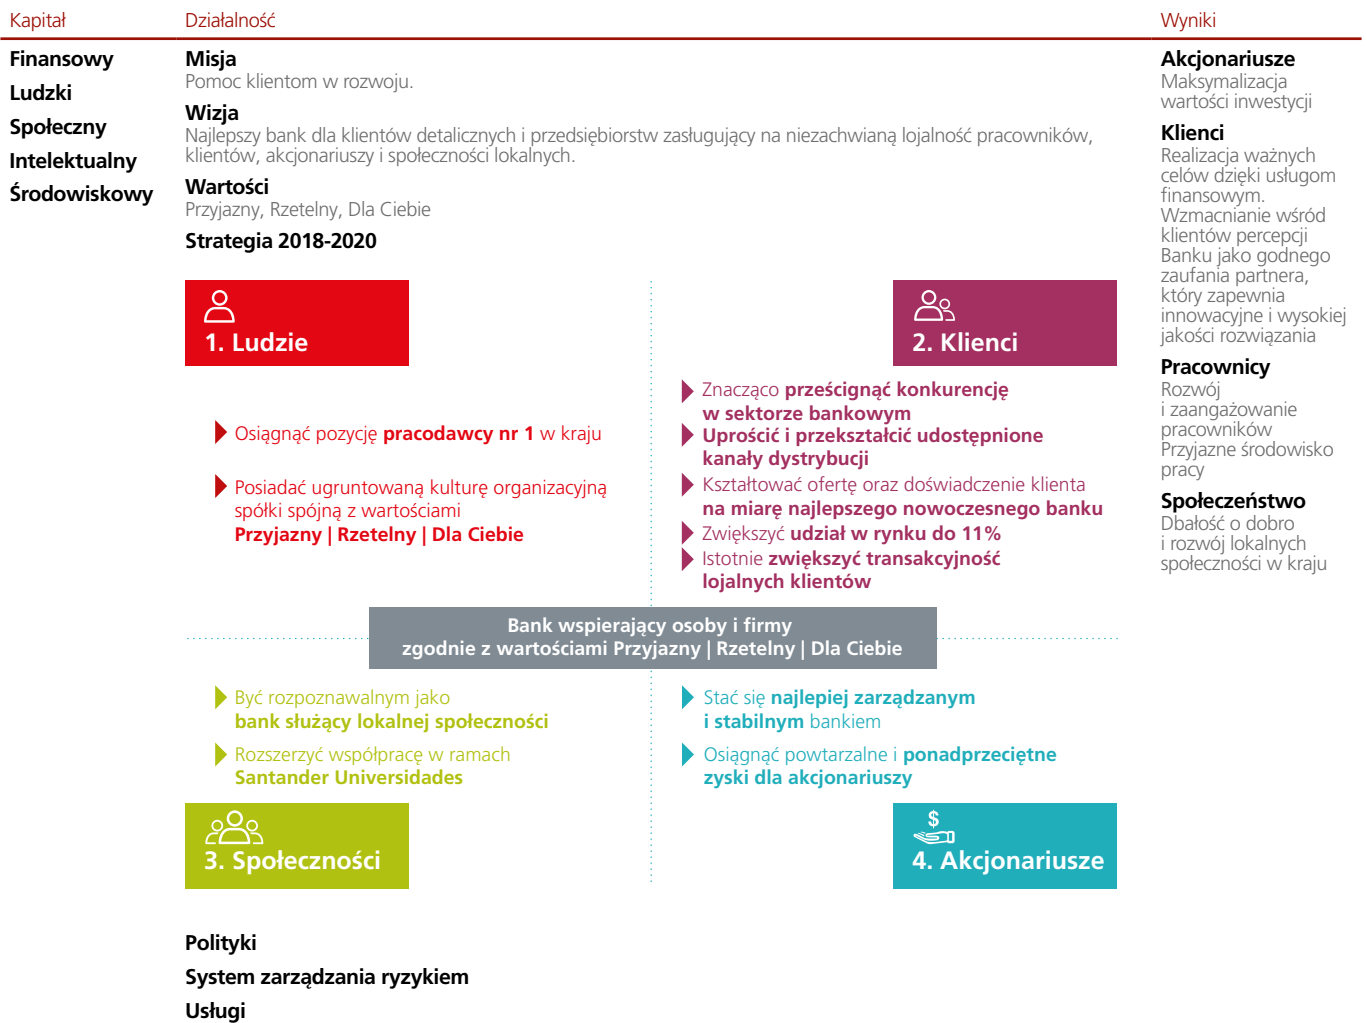 Kapitał
Działalność
Wyniki
Finansowy
Ludzki
Społeczny
Intelektualny
Środowiskowy
Misja
Pomoc klientom w rozwoju.
Wizja
Najlepszy bank dla klientów detalicznych i przedsiębiorstw zasługujący na niezachwianą lojalność pracowników,
klientów, akcjonariuszy i społeczności lokalnych.
Wartości
Przyjazny, Rzetelny, Dla Ciebie
Strategia 2018-2020
1. Ludzie
Osiągnąć pozycję pracodawcy nr 1 w kraju
Posiadać ugruntowaną kulturę organizacyjną
spółki spójną z wartościami
Przyjazny | Rzetelny | Dla Ciebie
2. Klienci
Znacząco prześcignąć konkurencję
w sektorze bankowym
Uprościć i przekształcić udostępnione
kanały dystrybucji
Kształtować ofertę oraz doświadczenie klienta
na miarę najlepszego nowoczesnego banku
Zwiększyć udział w rynku do 11%
Istotnie zwiększyć transakcyjność
lojalnych klientów
Bank wspierający osoby i firmy
zgodnie z wartościami Przyjazny | Rzetelny | Dla Ciebie
Być rozpoznawalnym jako
bank służący lokalnej społeczności
Rozszerzyć współpracę w ramach
Santander Universidades
3. Społeczności
Stać się najlepiej zarządzanym
i stabilnym bankiem
Osiągnąć powtarzalne i ponadprzeciętne
zyski dla akcjonariuszy
$
4. Akcjonariusze
Polityki
System zarządzania ryzykiem
Usługi
Akcjonariusze
Maksymalizacja
wartości inwestycji
Klienci
Realizacja ważnych
celów dzięki usługom
finansowym.
Wzmacnianie wśród
klientów percepcji
Banku jako godnego
zaufania partnera,
który zapewnia
innowacyjne i wysokiej
jakości rozwiązania
Pracownicy
Rozwój
i zaangażowanie
pracowników
Przyjazne środowisko
pracy
Społeczeństwo
Dbałość o dobro
i rozwój lokalnych
społeczności w kraju